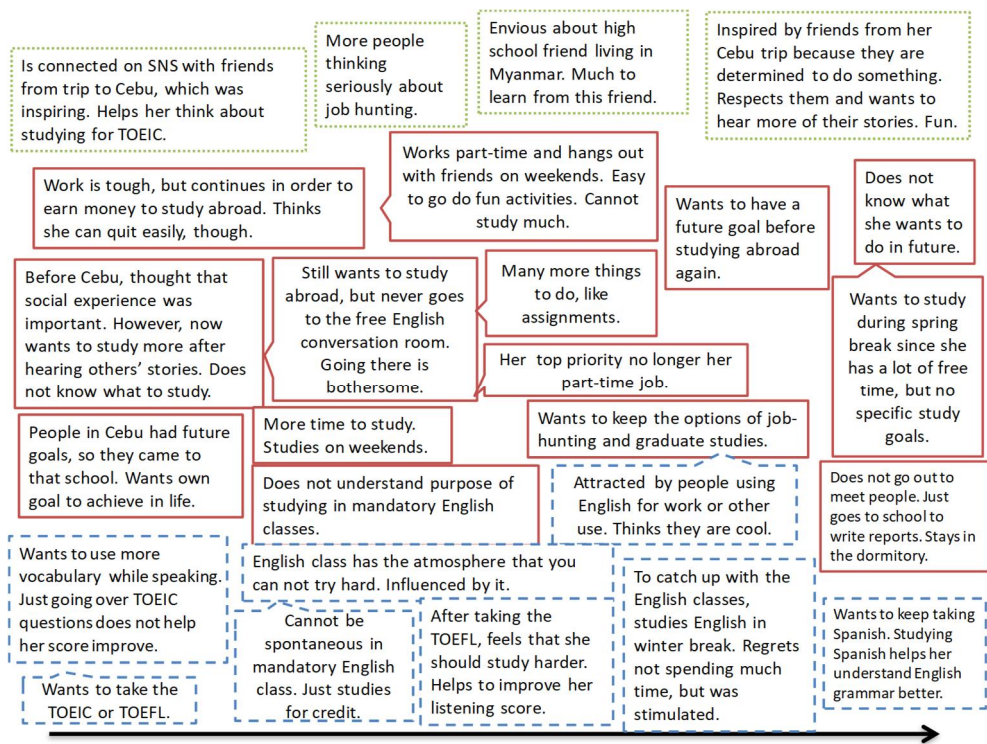 Is connected on SNS with friends
from trip to Cebu, which was
inspiring. Helps her think about
studying for TOEIC.
More people
thinking
seriously about
job hunting.
Envious about high
school friend living in
Myanmar. Much to
learn from this friend.
Inspired by friends from her
Cebu trip because they are
determined to do something.
Respects them and wants to
hear more of their stories. Fun.
Work is tough, but continues in order to
earn money to study abroad. Thinks
she can quit easily, though.
Works part-time and hangs out
with friends on weekends. Easy
to go do fun activities. Cannot
study much.
Wants to have a
future goal before
studying abroad
again.
Does not
know what
she wants to
do in future.
Before Cebu, thought that
social experience was
important. However, now
wants to study more after
hearing others’ stories. Does
not know what to study.
Still wants to study
abroad, but never goes
to the free English
conversation room.
Going there is
bothersome.
Many more things
to do, like
assignments.
Her top priority no longer her
part-time job.
Wants to study
during spring
break since she
has a lot of free
time, but no
specific study
goals.
People in Cebu had future
goals, so they came to
that school. Wants own
goal to achieve in life.
More time to study.
Studies on weekends.
Wants to keep the options of job-
hunting and graduate studies.
Does not understand purpose of
studying in mandatory English
classes.
Attracted by people using
English for work or other
use. Thinks they are cool.
Does not go out to
meet people. Just
goes to school to
write reports. Stays
in the dormitory.
Wants to use more
vocabulary while speaking.
Just going over TOEIC
questions does not help
her score improve.
English class has the atmosphere that you
can not try hard. Influenced by it.
To catch up with the
English classes,
studies English in
winter break. Regrets
not spending much
time, but was
stimulated.
Wants to take the
TOEIC or TOEFL.
Cannot be
spontaneous in
mandatory English
class. Just studies
for credit.
After taking the
TOEFL, feels that she
should study harder.
Helps to improve her
listening score.
Wants to keep taking
Spanish. Studying
Spanish helps her
understand English
grammar better.